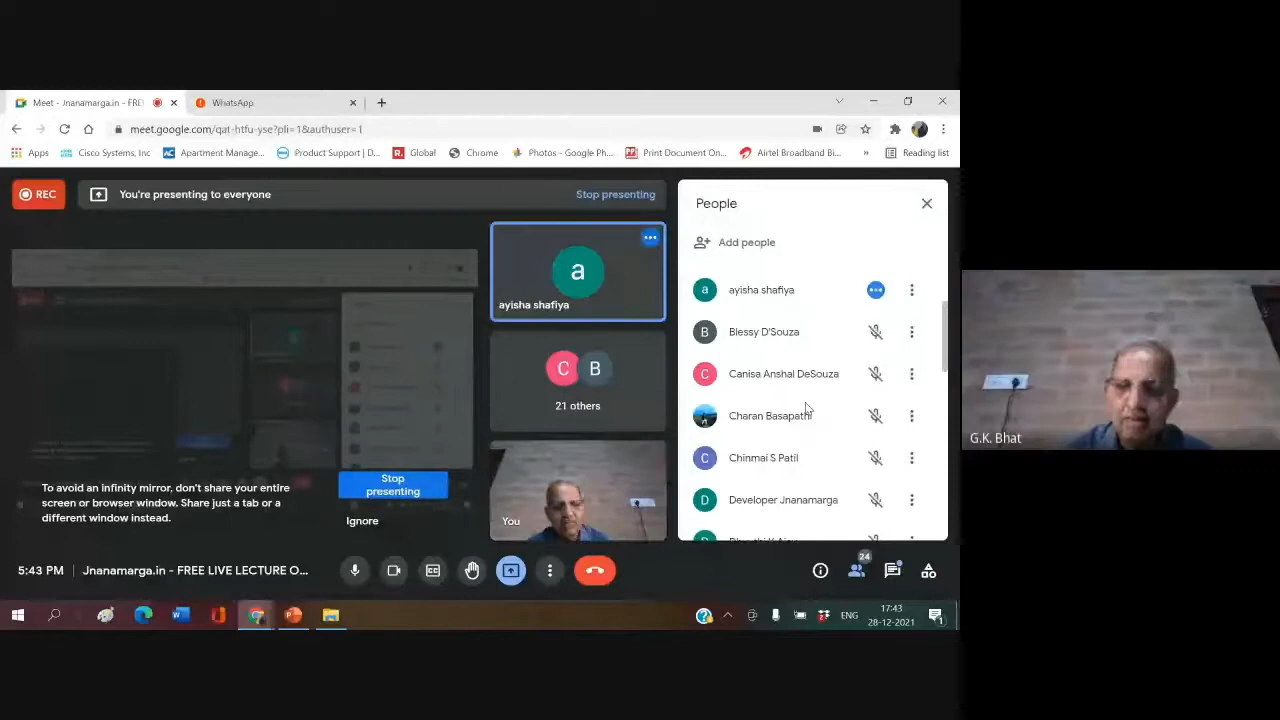 Meet - Jnanamarga.in - FRE
WhatsApp
meet.google.com/qat-htfu-yse?pli=1&authuser=1
Apps
Cisco Systems, Inc
Apartment Manage...
Product Support | D...
Global
Chrome
Photos - Google Ph...
Print Document On...
Airtel Broadband Bi...
»
Reading list
REC
You're presenting to everyone
Stop presenting
a
ayisha shafiya
C B
21 others
You
To avoid an infinity mirror, don't share your entire
screen or browser window. Share just a tab or a
different window instead.
Stop
presenting
Ignore
People
Add people
a ayisha shafiya
B Blessy D'Souza
C Canisa Anshal DeSouza
Charan Basapathi
C Chinmai S Patil
D Developer Jnanamarga
G.K. Bhat
5:43 PM | Jnanamarga.in - FREE LIVE LECTURE O...
24
ENG
17:43
28-12-2021